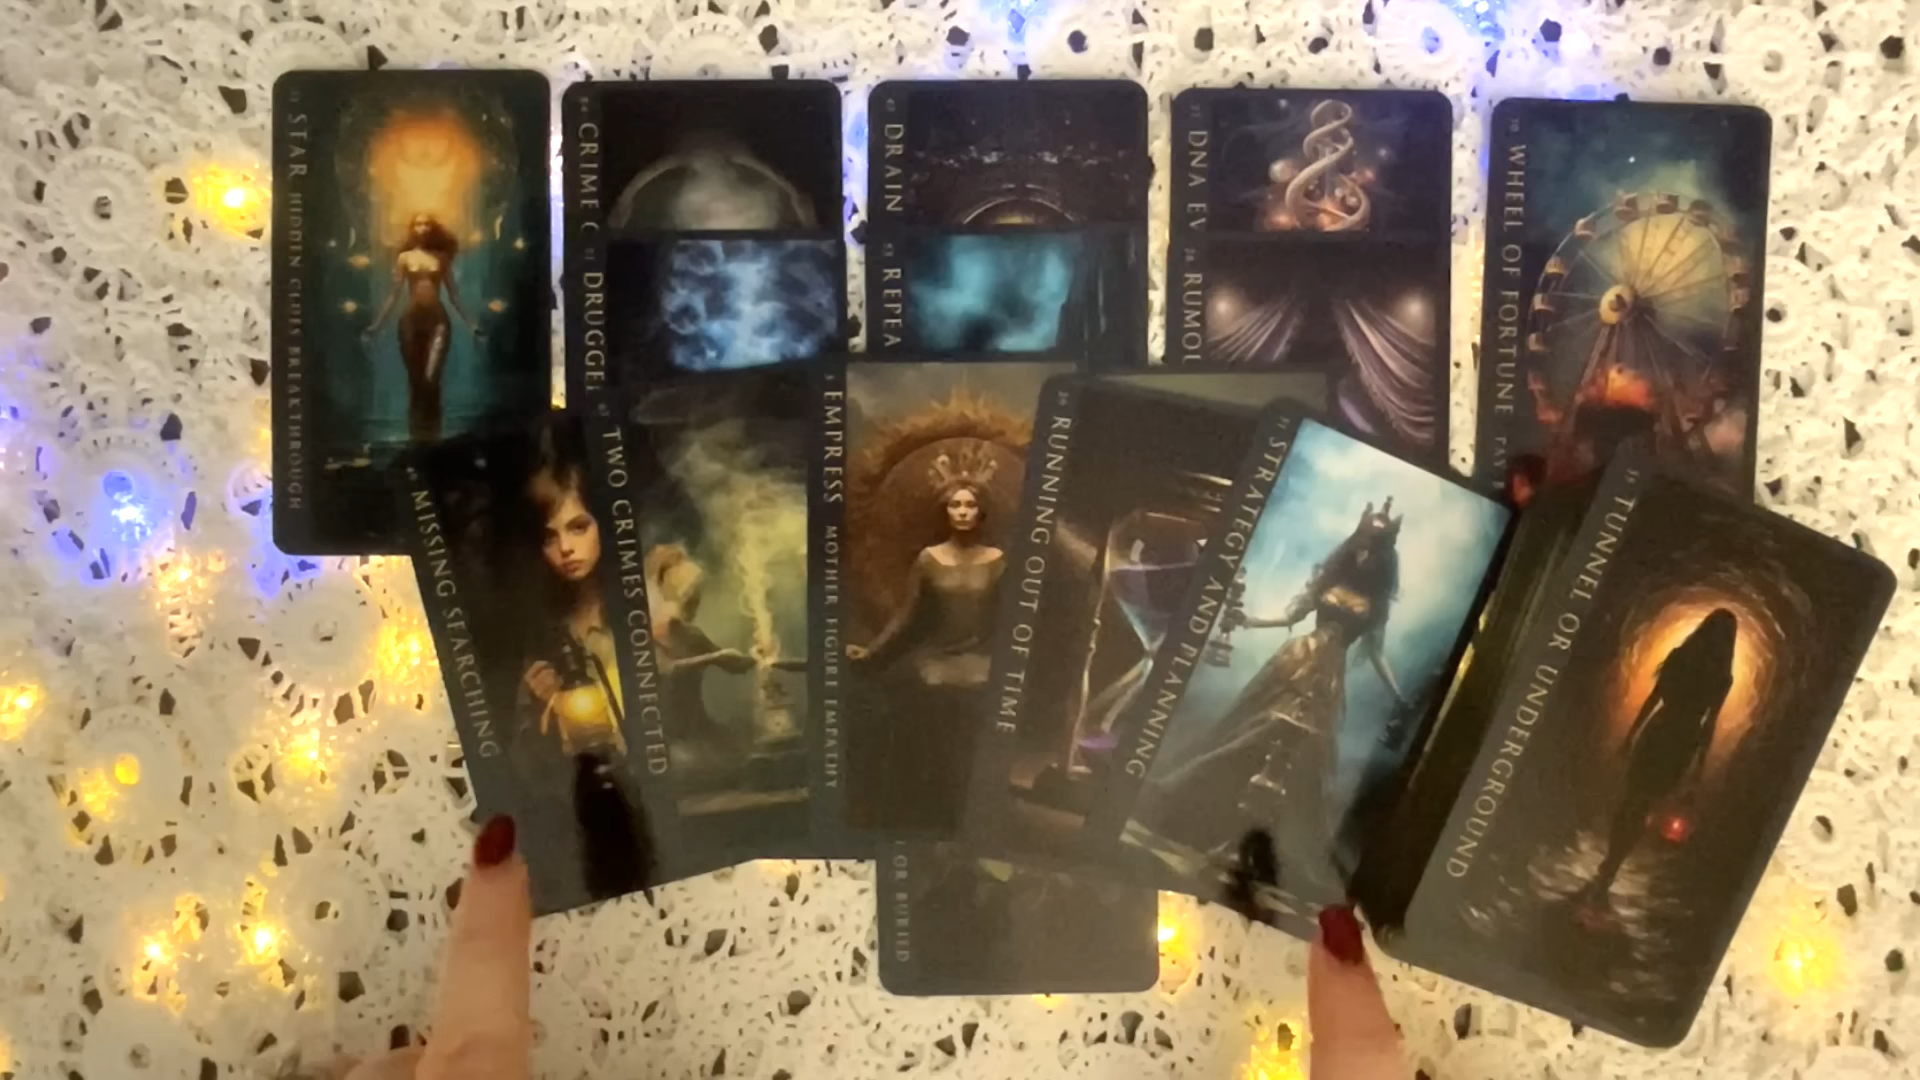 STAR HIDDEN CLUES BREAKTHROUGH
CRIME
DRUGGE
DRAIN
REPEA
DNA EV
RUMOU
WHEEL OF FORTUNE
MISSING SEARCHING
TWO CRIMES CONNECTED
EMPRESS MOTHER FIGURE EMPATHY
RUNNING OUT OF TIME
STRATEGY AND PLANNING
TUNNEL OR UNDERGROUND
OR BURIED